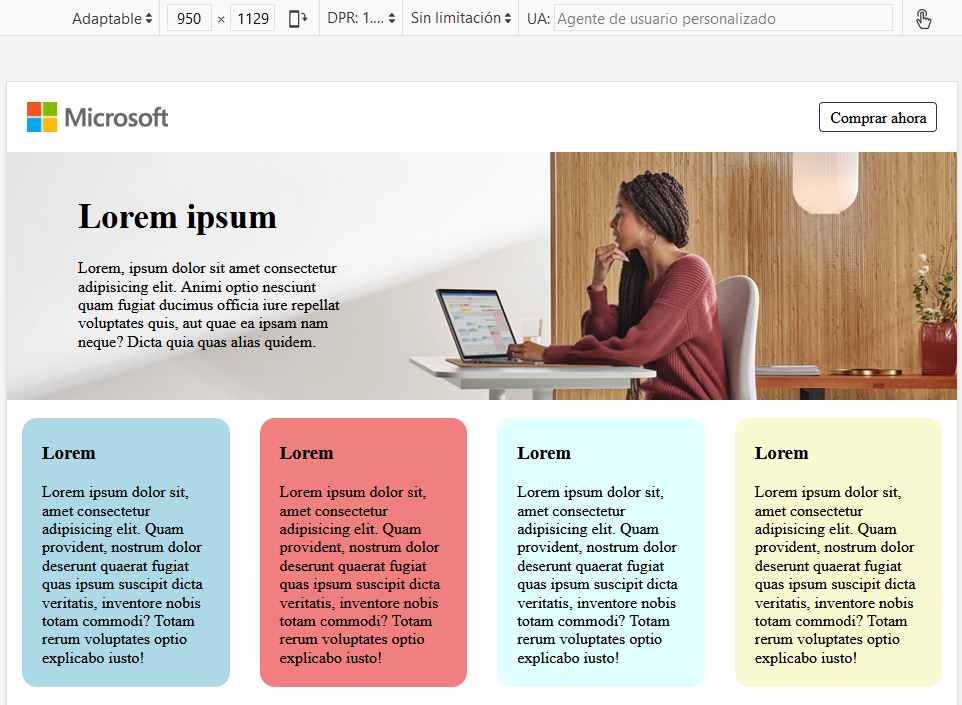 Adaptable 950 × 1129 DPR: 1.... Sin limitación UA: Agente de usuario personalizado
Microsoft
Comprar ahora
Lorem ipsum
Lorem, ipsum dolor sit amet consectetur
adipisicing elit. Animi optio nesciunt
quam fugiat ducimus officia iure repellat
voluptates quis, aut quae ea ipsam nam
neque? Dicta quia quas alias quidem.
Lorem
Lorem ipsum dolor sit,
amet consectetur
adipisicing elit. Quam
provident, nostrum dolor
deserunt quaerat fugiat
quas ipsum suscipit dicta
veritatis, inventore nobis
totam commodi? Totam
rerum voluptates optio
explicabo iusto!
Lorem
Lorem ipsum dolor sit,
amet consectetur
adipisicing elit. Quam
provident, nostrum dolor
deserunt quaerat fugiat
quas ipsum suscipit dicta
veritatis, inventore nobis
totam commodi? Totam
rerum voluptates optio
explicabo iusto!
Lorem
Lorem ipsum dolor sit,
amet consectetur
adipisicing elit. Quam
provident, nostrum dolor
deserunt quaerat fugiat
quas ipsum suscipit dicta
veritatis, inventore nobis
totam commodi? Totam
rerum voluptates optio
explicabo iusto!
Lorem
Lorem ipsum dolor sit,
amet consectetur
adipisicing elit. Quam
provident, nostrum dolor
deserunt quaerat fugiat
quas ipsum suscipit dicta
veritatis, inventore nobis
totam commodi? Totam
rerum voluptates optio
explicabo iusto!